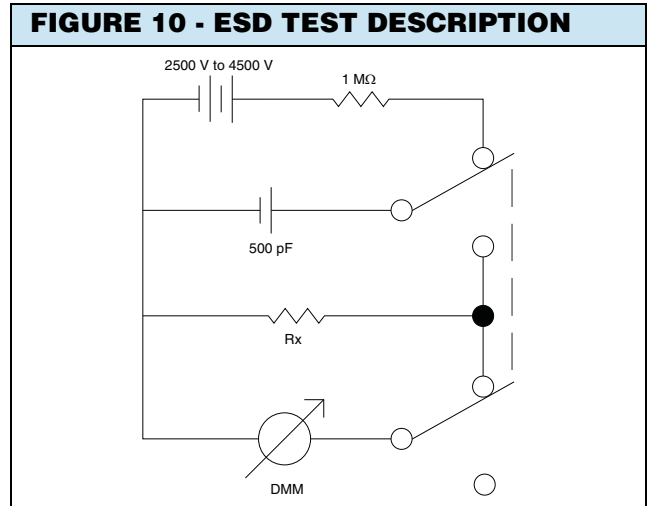 FIGURE 10 - ESD TEST DESCRIPTION
2500 V to 4500 V
1 MΩ
500 pF
Rx
DMM